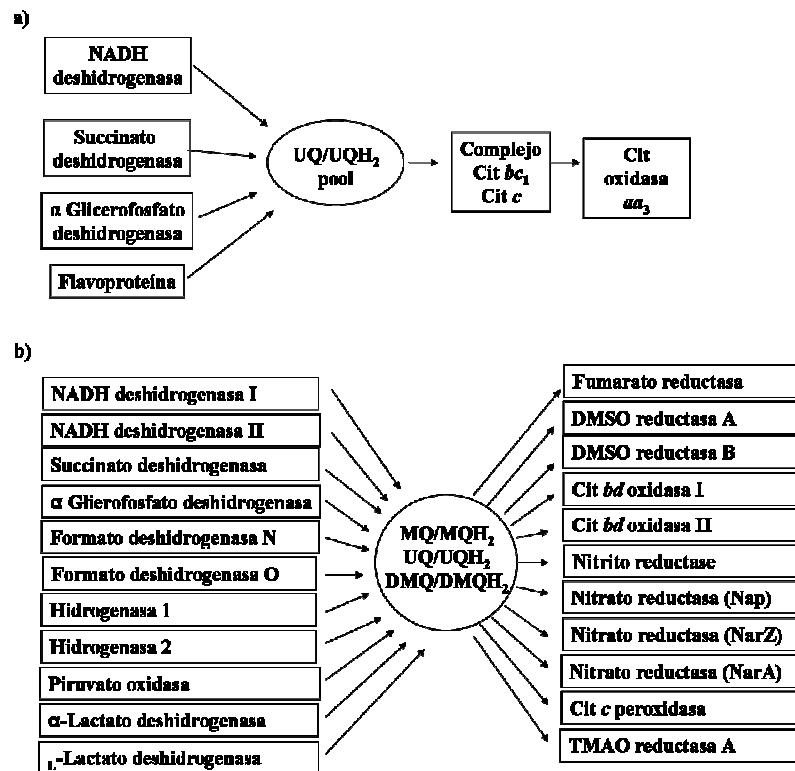 a)
NADH
deshidrogenasa
Succinato
deshidrogenasa
α Glicerofosfato
deshidrogenasa
Flavoproteína
UQ/UQH₂
pool
Complejo
Cit bc₁
Cit c
Cit
oxidasa
aa₃
b)
NADH deshidrogenasa I
NADH deshidrogenasa II
Succinato deshidrogenasa
α Glierofosfato deshidrogenasa
Formato deshidrogenasa N
Formato deshidrogenasa O
Hidrogenasa 1
Hidrogenasa 2
Piruvato oxidasa
α-Lactato deshidrogenasa
L-Lactato deshidrogenasa
MQ/MQH₂
UQ/UQH₂
DMQ/DMQH₂
Fumarato reductasa
DMSO reductasa A
DMSO reductasa B
Cit bd oxidasa I
Cit bd oxidasa II
Nitrito reductase
Nitrato reductasa (Nap)
Nitrato reductasa (NarZ)
Nitrato reductasa (NarA)
Cit c peroxidasa
TMAO reductasa A